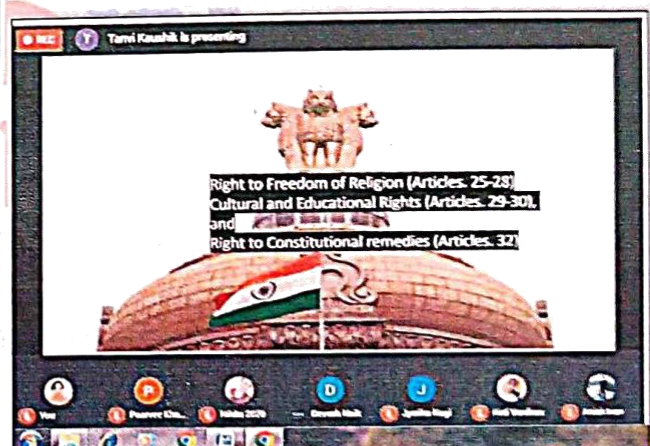 REC
T
Tanvi Kaushik is presenting
Right to Freedom of Religion (Articles. 25-28)
Cultural and Educational Rights (Articles. 29-30),
and
Right to Constitutional remedies (Articles. 32)
P
D
J
You
2020